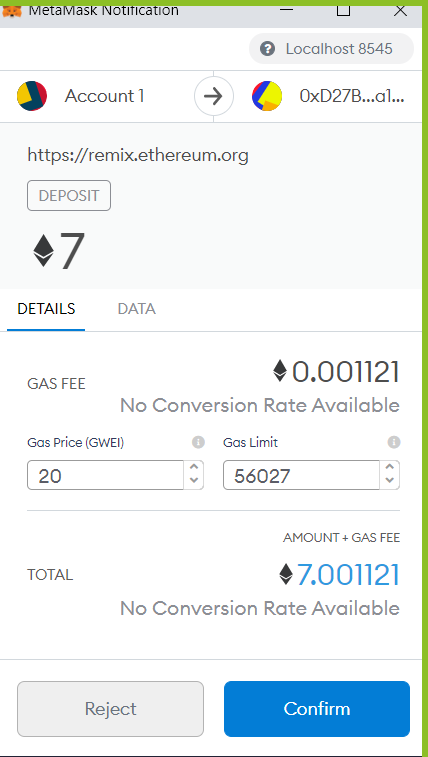 MetaMask Notification
Localhost 8545
Account 1
0xD27B...a1...
https://remix.ethereum.org
DEPOSIT
7
DETAILS
DATA
GAS FEE
0.001121
No Conversion Rate Available
Gas Price (GWEI)
Gas Limit
20
56027
AMOUNT + GAS FEE
TOTAL
7.001121
No Conversion Rate Available
Reject
Confirm